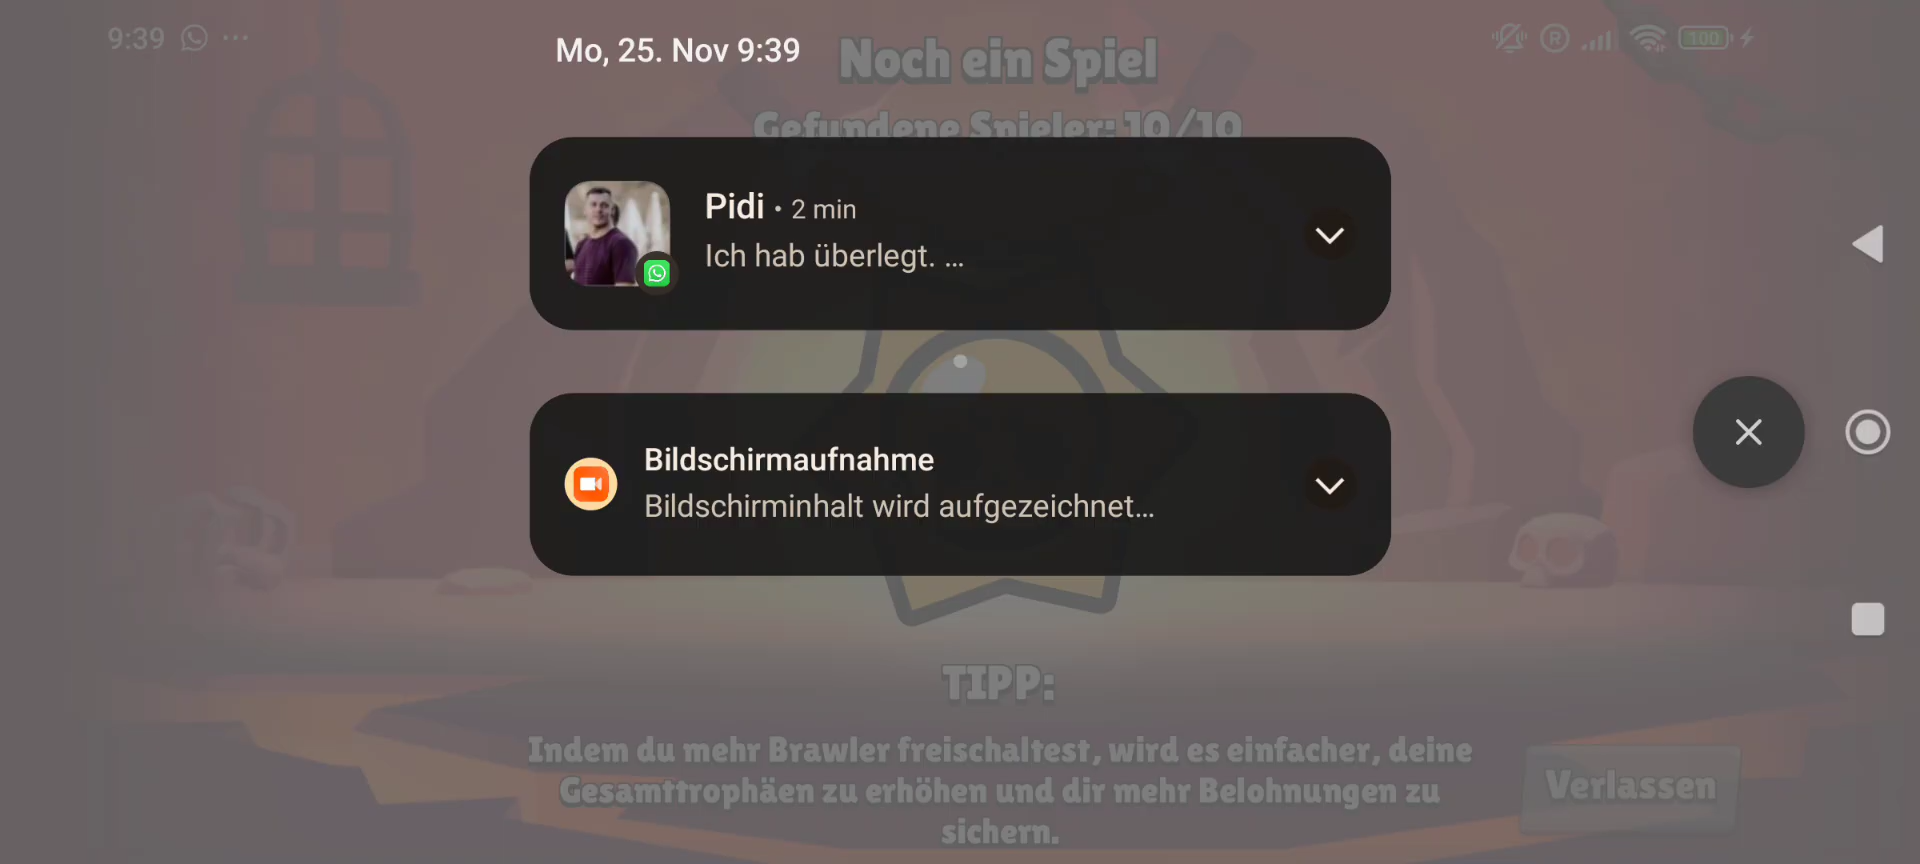 9:39 ...
Mo, 25. Nov 9:39
R
100
Noch ein Spiel
Gefundene Spieler: 10/10
Pidi • 2 min
Ich hab überlegt. ...
Bildschirmaufnahme
Bildschirminhalt wird aufgezeichnet...
TIPP:
Indem du mehr Brawler freischaltest, wird es einfacher, deine
Gesamttrophäen zu erhöhen und dir mehr Belohnungen zu
sichern.
Verlassen